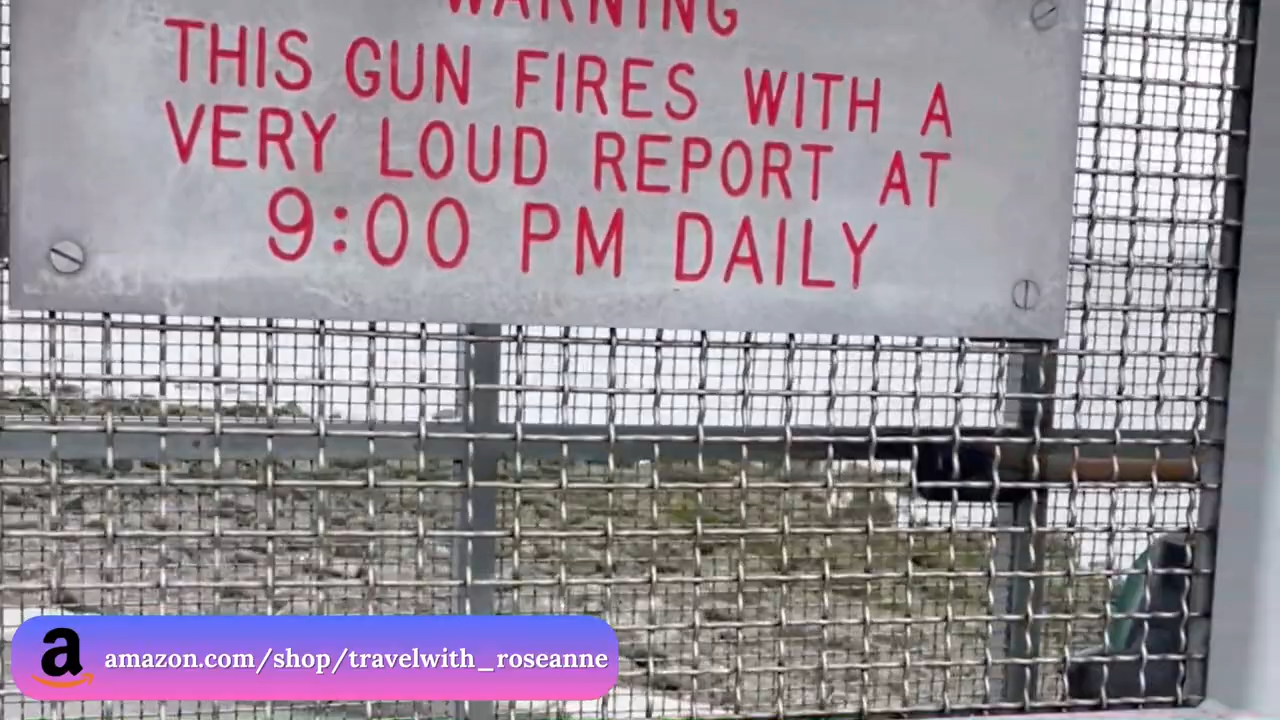 WARNING
THIS GUN FIRES WITH A
VERY LOUD REPORT AT
9:00 PM DAILY
a
amazon.com/shop/travelwith_roseanne